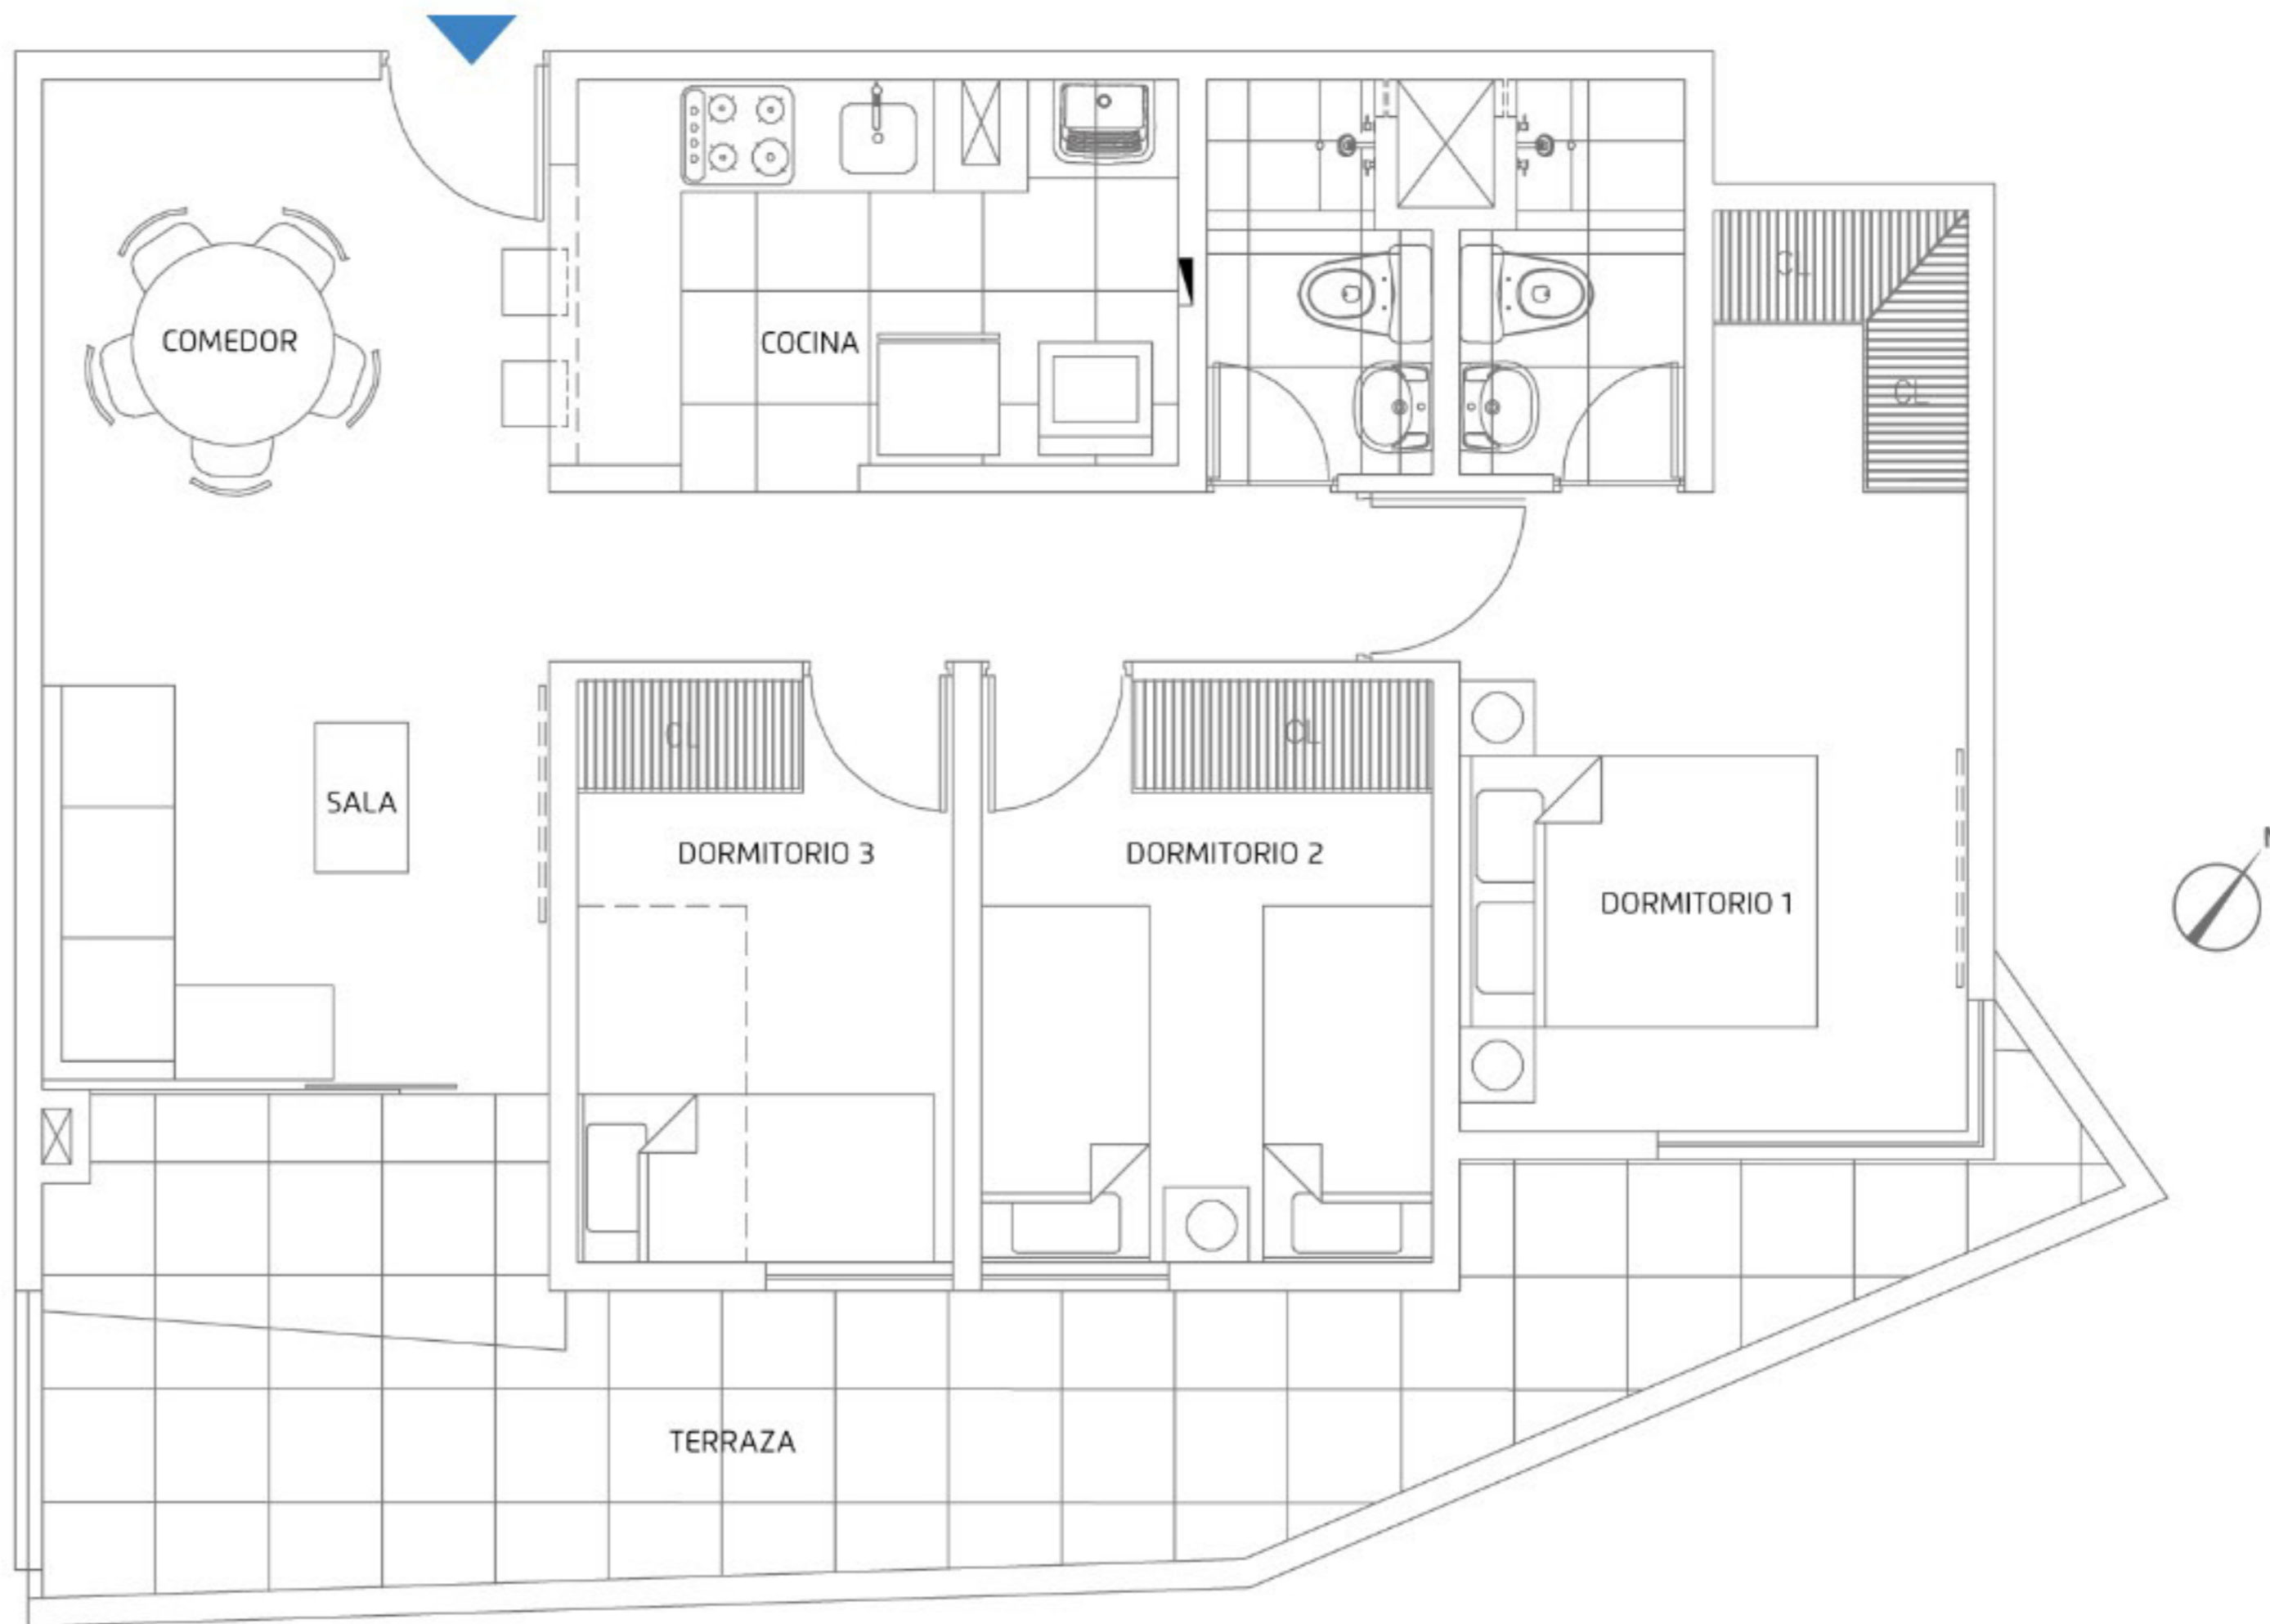 CL
COMEDOR
COCINA
CL
CL
CL
SALA
DORMITORIO 3
DORMITORIO 2
DORMITORIO 1
TERRAZA